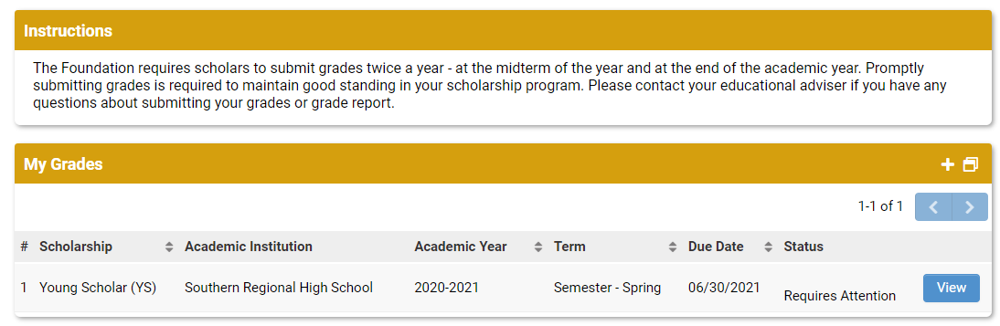 Instructions
The Foundation requires scholars to submit grades twice a year - at the midterm of the year and at the end of the academic year. Promptly
submitting grades is required to maintain good standing in your scholarship program. Please contact your educational adviser if you have any
questions about submitting your grades or grade report.
My Grades
1-1 of 1
# Scholarship Academic Institution Academic Year Term Due Date Status
1 Young Scholar (YS) Southern Regional High School 2020-2021 Semester - Spring 06/30/2021 Requires Attention View